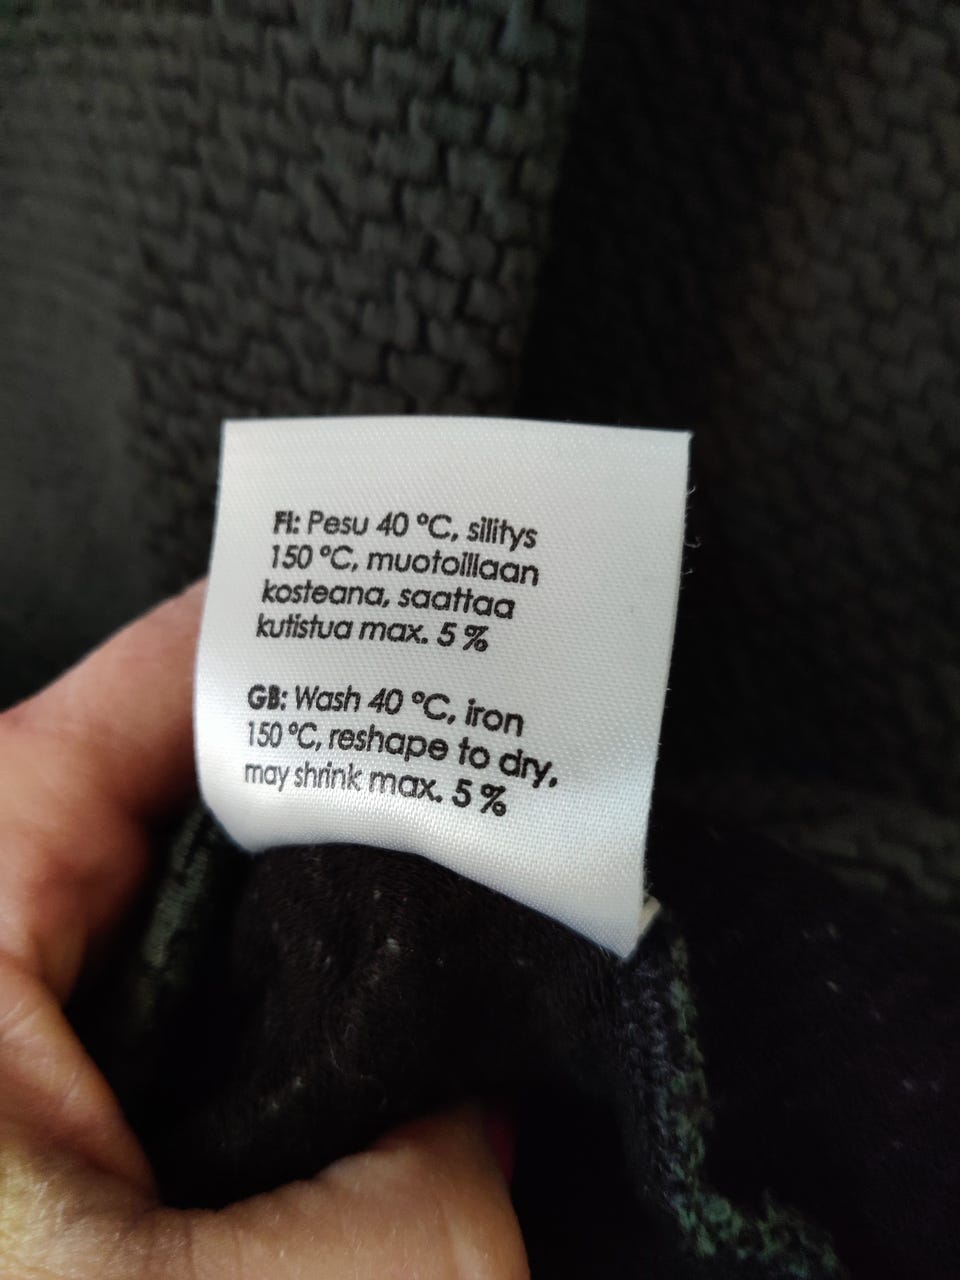 FI: Pesu 40 °C, silitys
150 °C, muotoillaan
kosteana, saattaa
kutistua max. 5 %
GB: Wash 40 °C, iron
150 °C, reshape to dry,
may shrink max. 5 %